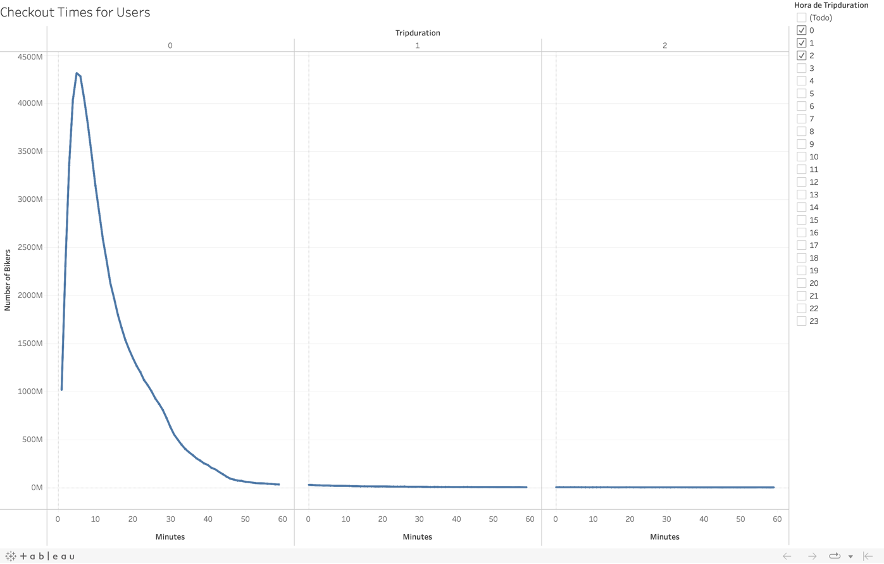 Checkout Times for Users
Tripduration
0 1 2
4500M
4000M
3500M
3000M
2500M
2000M
1500M
1000M
500M
0M
Number of Bikers
0 10 20 30 40 50 60
0 10 20 30 40 50 60
0 10 20 30 40 50 60
Minutes
Minutes
Minutes
Hora de Tripduration
(Todo)
0
1
2
3
4
5
6
7
8
9
10
11
12
13
14
15
16
17
18
19
20
21
22
23
+ableau